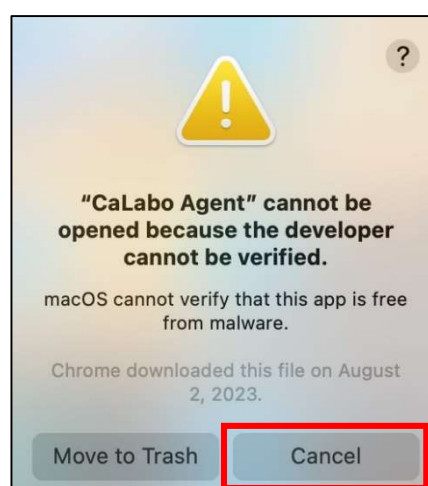 ?
“CaLabo Agent” cannot be
opened because the developer
cannot be verified.
macOS cannot verify that this app is free
from malware.
Chrome downloaded this file on August
2, 2023.
Move to Trash
Cancel